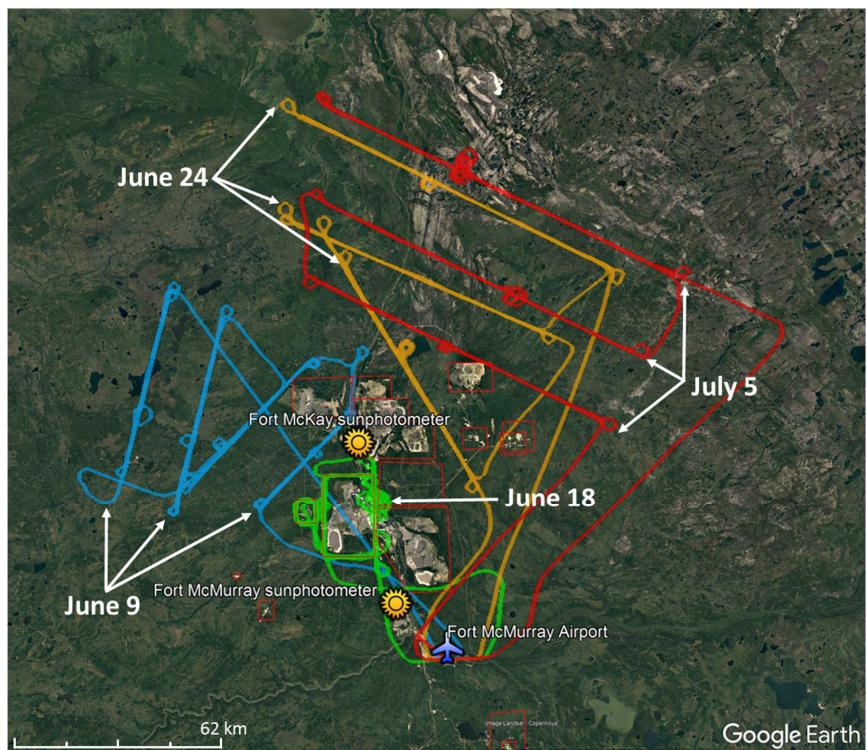 June 24
July 5
Fort McKay sunphotometer
June 18
June 9
Fort McMurray sunphotometer
Fort McMurray Airport
Image Landsat / Copernicus
62 km
Google Earth